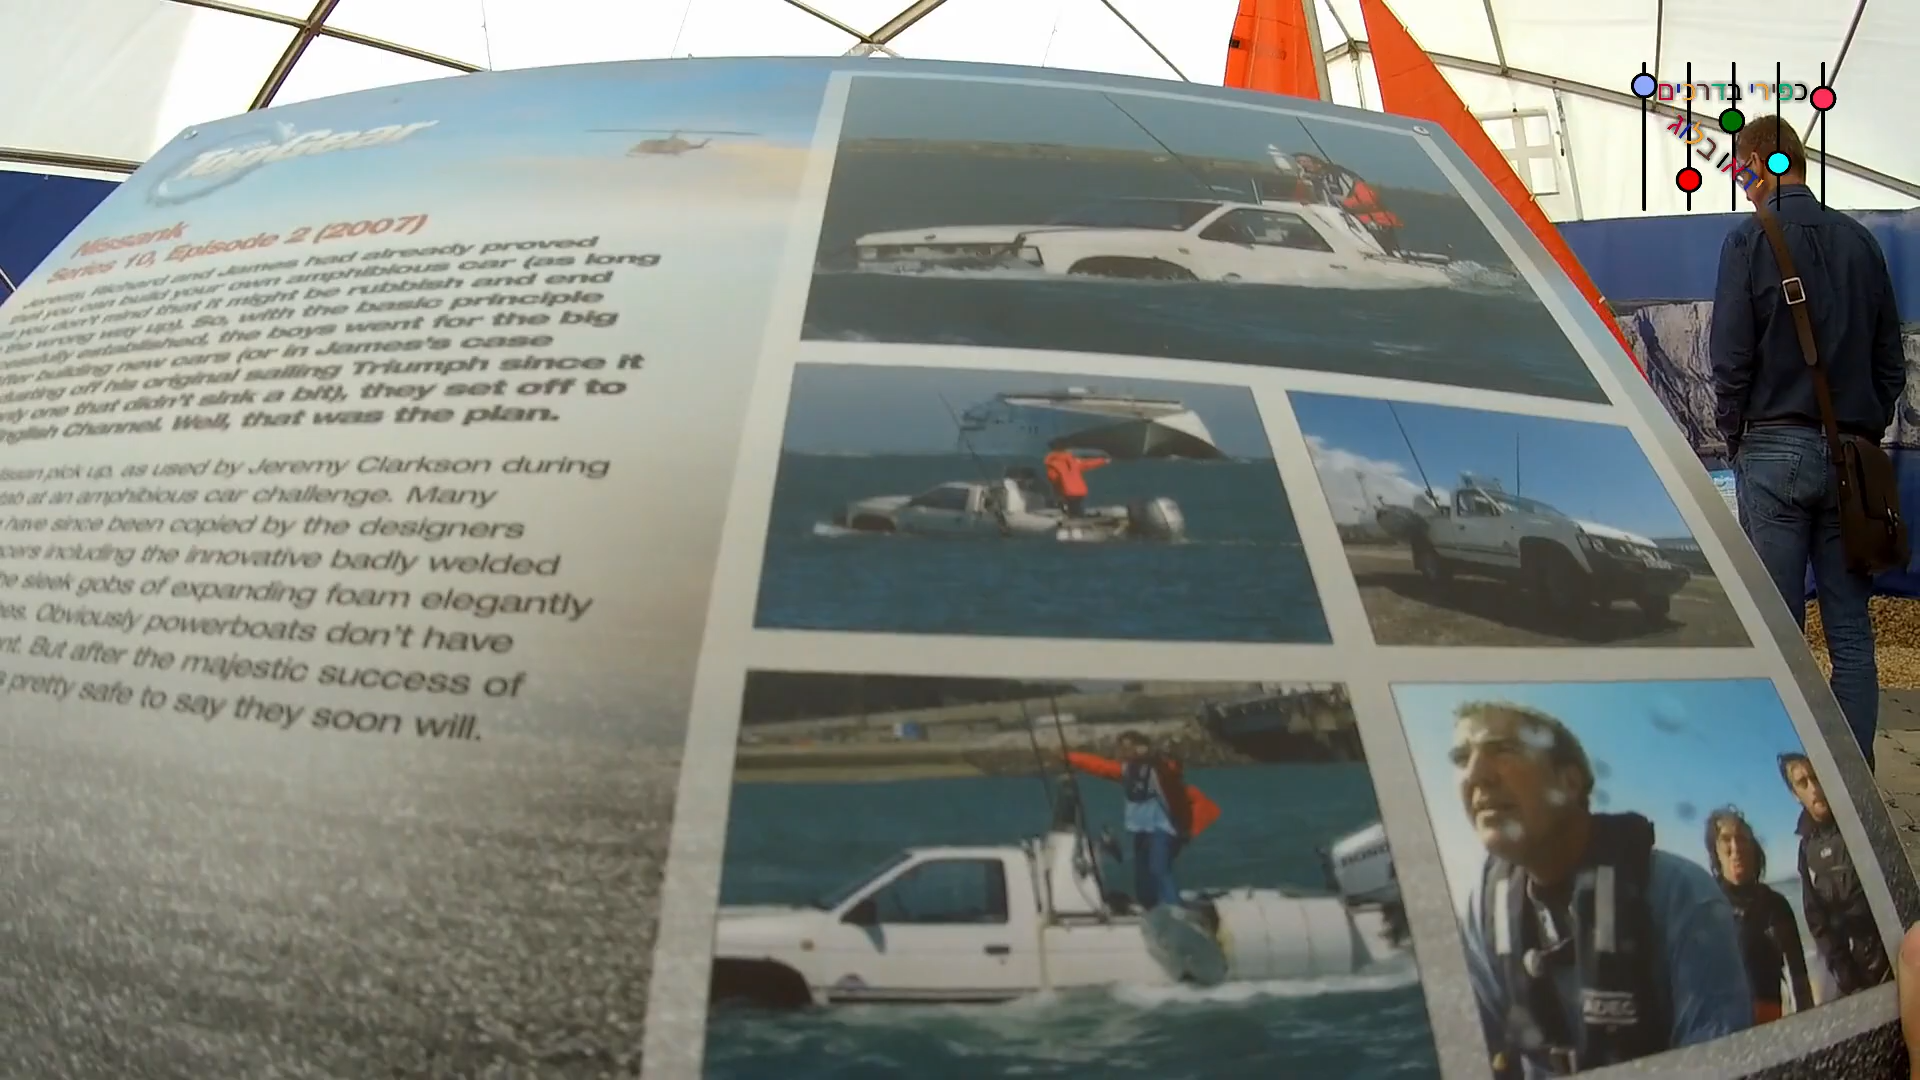 Top Gear
Nissank
Series 10, Episode 2 (2007)
Jeremy, Richard and James had already proved
that you can build your own amphibious car (as long
as you don't mind that it might be rubbish and end
the wrong way up). So, with the basic principle
established, the boys went for the big
building new cars (or in James's case
dusting off his original sailing Triumph since it
only one that didn't sink a bit), they set off to
English Channel. Well, that was the plan.
Nissan pick up, as used by Jeremy Clarkson during
at an amphibious car challenge. Many
have since been copied by the designers
including the innovative badly welded
sleek gobs of expanding foam elegantly
Obviously powerboats don't have
But after the majestic success of
pretty safe to say they soon will.
HONDA
כפירי בדרכים
ולוג